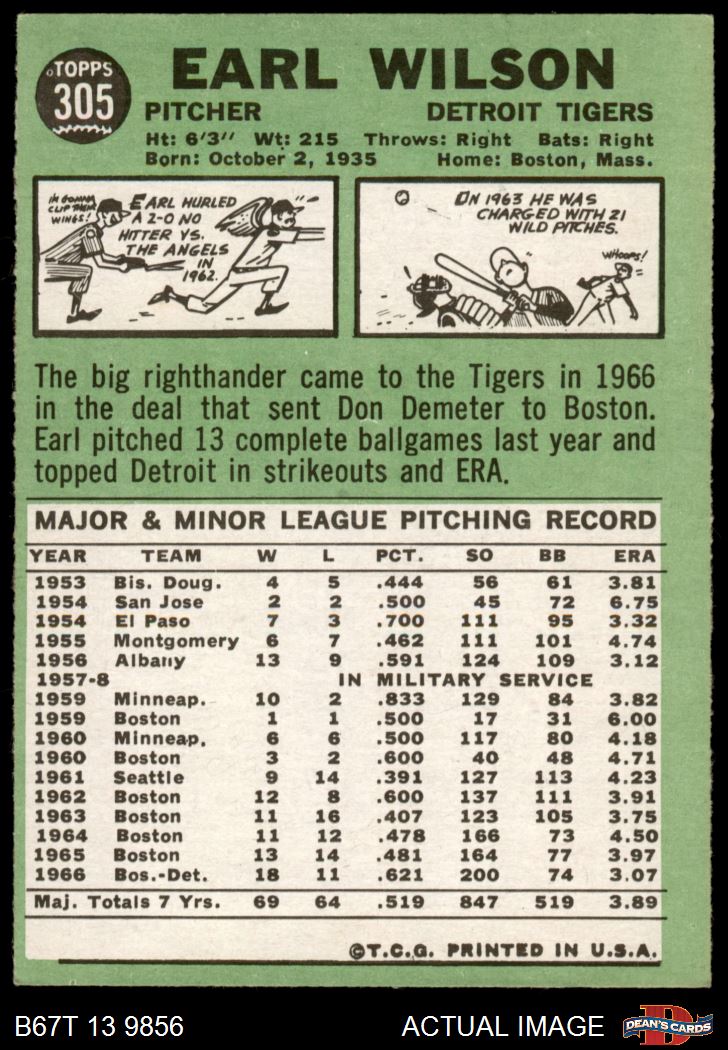 TOPPS
305
EARL WILSON
PITCHER DETROIT TIGERS
Ht: 6'3" Wt: 215 Throws: Right Bats: Right
Born: October 2, 1935 Home: Boston, Mass.
IM GONNA
CLIP THEM
WINGS!
EARL HURLED
A 2-0 NO
HITTER VS.
THE ANGELS
IN
1962.
IN 1963 HE WAS
CHARGED WITH 21
WILD PITCHES.
WHOOPS!
The big righthander came to the Tigers in 1966
in the deal that sent Don Demeter to Boston.
Earl pitched 13 complete ballgames last year and
topped Detroit in strikeouts and ERA.
MAJOR & MINOR LEAGUE PITCHING RECORD
YEAR TEAM W L PCT. SO BB ERA
1953 Bis. Doug. 4 5 .444 56 61 3.81
1954 San Jose 2 2 .500 45 72 6.75
1954 El Paso 7 3 .700 111 95 3.32
1955 Montgomery 6 7 .462 111 101 4.74
1956 Albany 13 9 .591 124 109 3.12
1957-8 IN MILITARY SERVICE
1959 Minneap. 10 2 .833 129 84 3.82
1959 Boston 1 1 .500 17 31 6.00
1960 Minneap. 6 6 .500 117 80 4.18
1960 Boston 3 2 .600 40 48 4.71
1961 Seattle 9 14 .391 127 113 4.23
1962 Boston 12 8 .600 137 111 3.91
1963 Boston 11 16 .407 123 105 3.75
1964 Boston 11 12 .478 166 73 4.50
1965 Boston 13 14 .481 164 77 3.97
1966 Bos.-Det. 18 11 .621 200 74 3.07
Maj. Totals 7 Yrs. 69 64 .519 847 519 3.89
©T.C.G. PRINTED IN U.S.A.
B67T 13 9856 ACTUAL IMAGE
D
DEAN'S CARDS